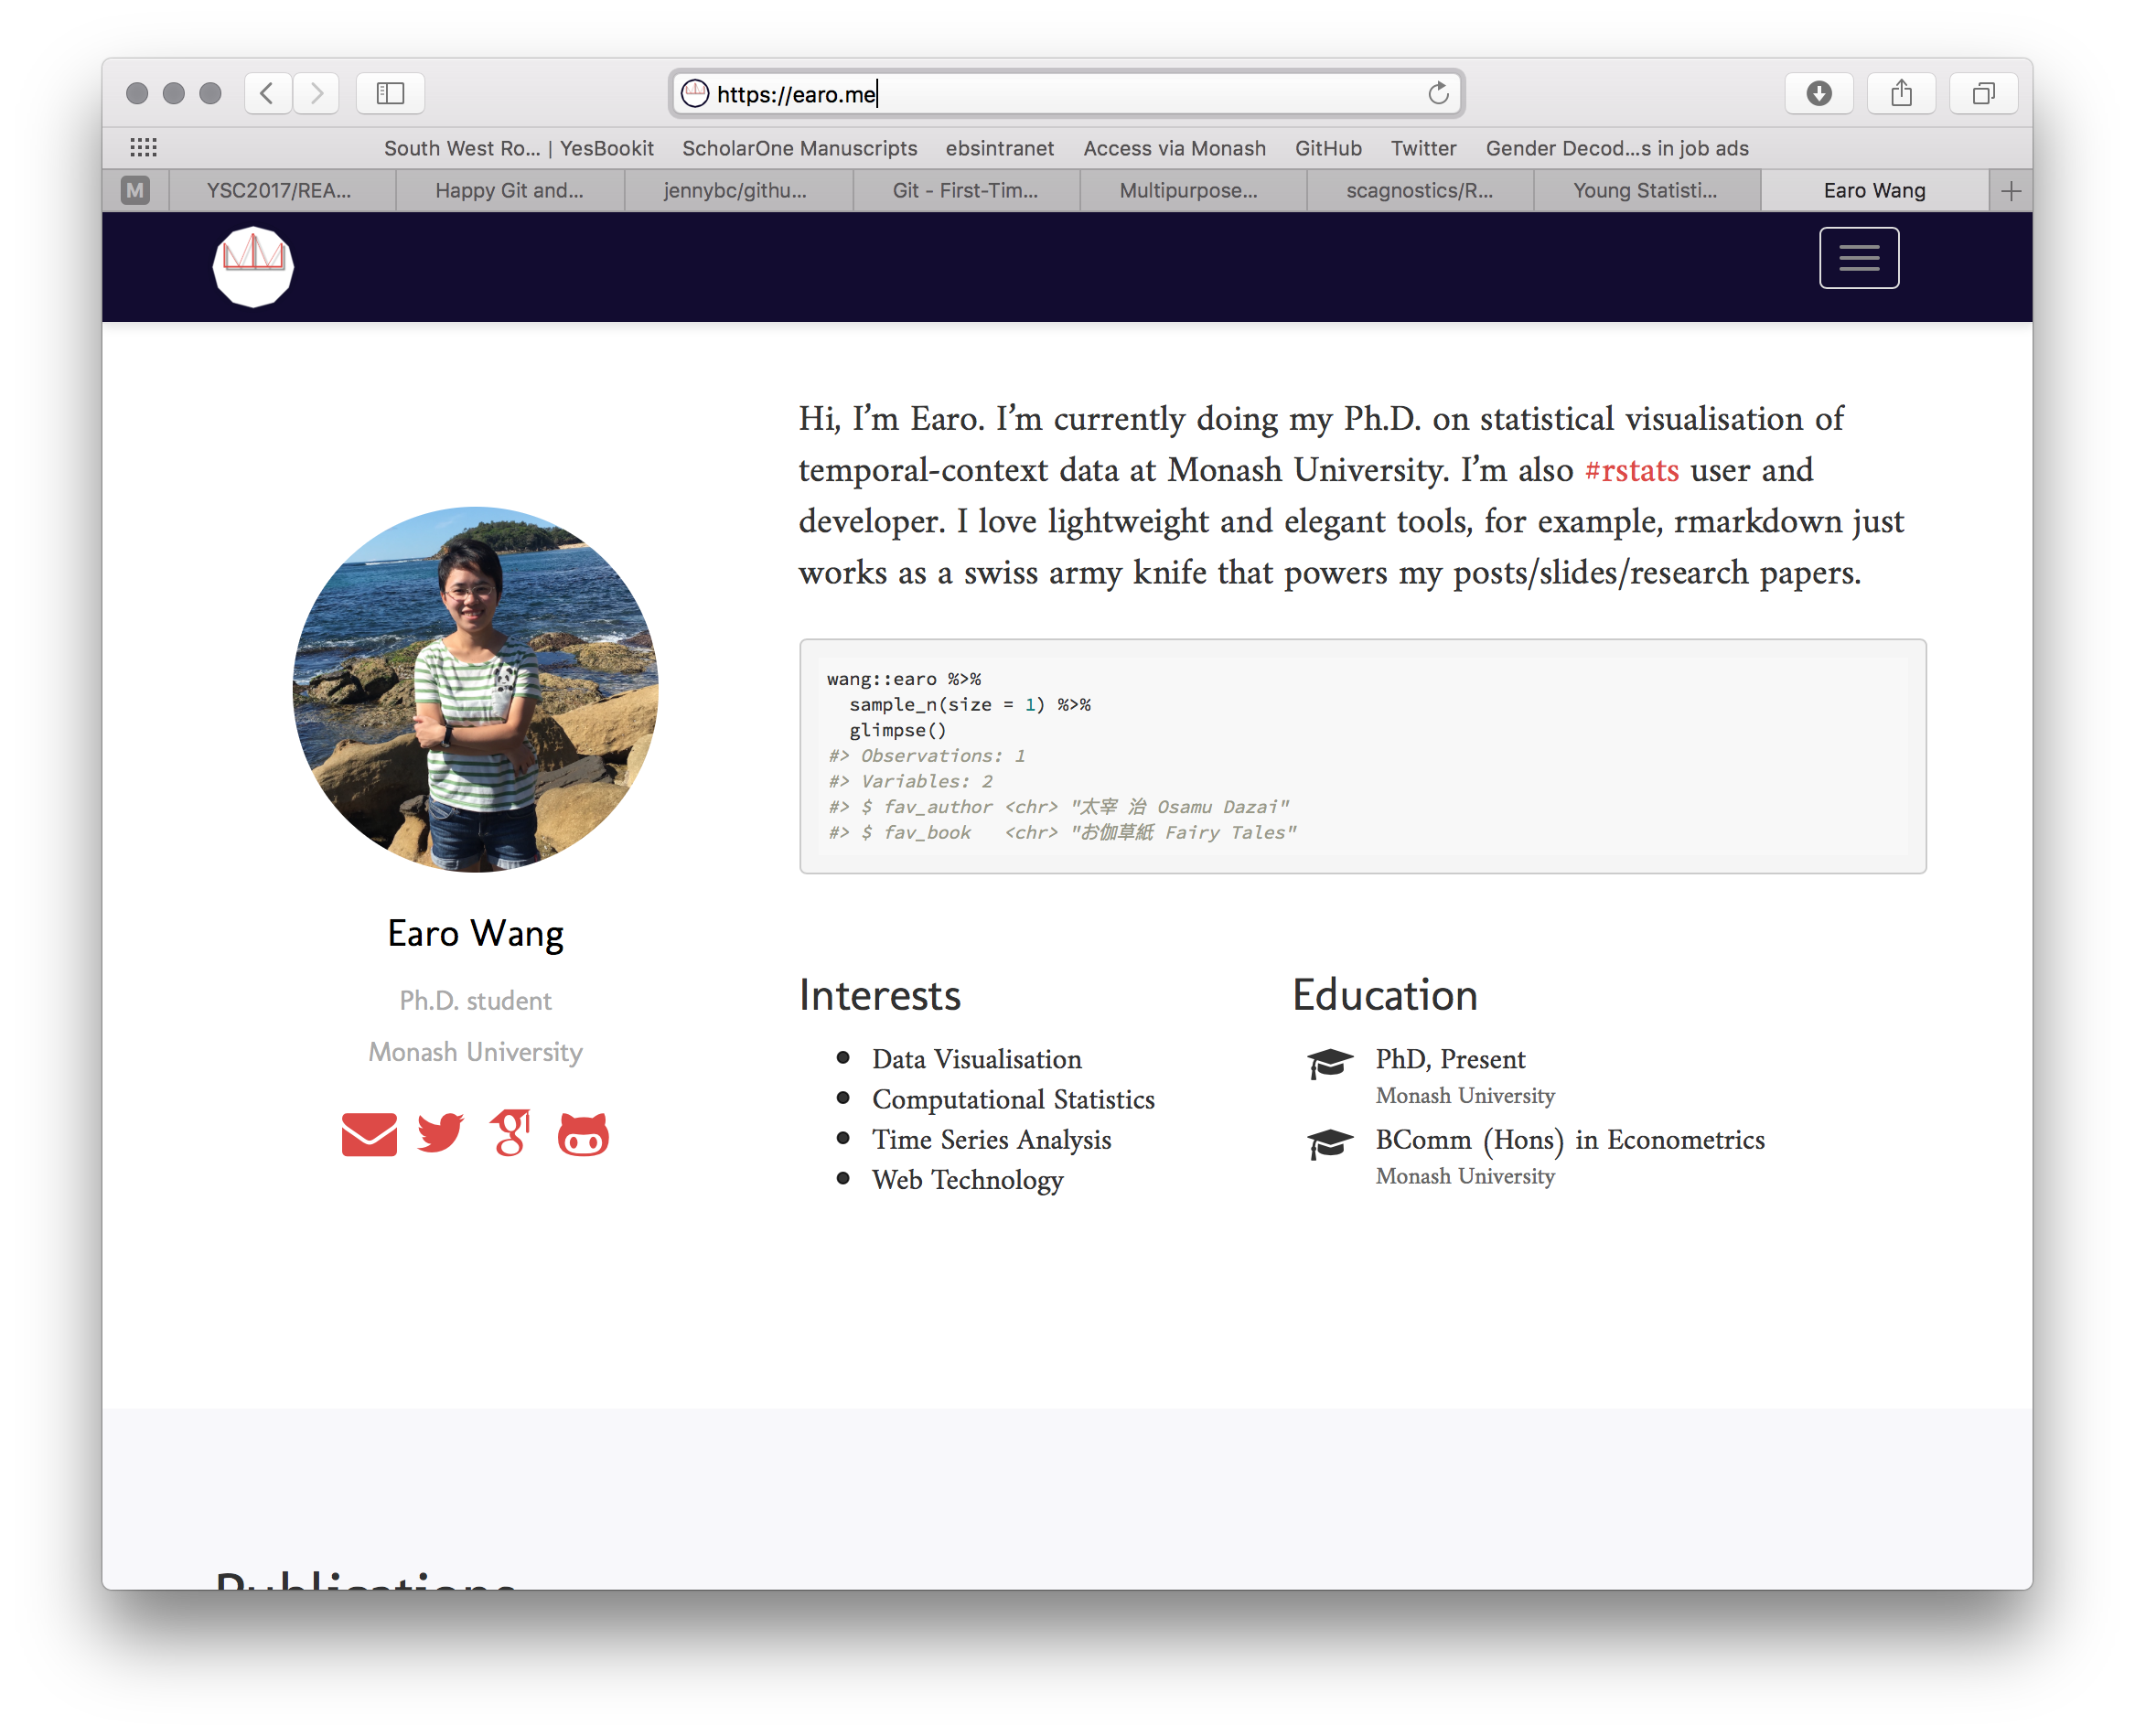 https://earo.me
South West Ro... | YesBookit ScholarOne Manuscripts ebsintranet Access via Monash GitHub Twitter Gender Decod...s in job ads
M YSC2017/REA... Happy Git and... jennybc/githu... Git - First-Tim... Multipurpose... scagnostics/R... Young Statisti... Earo Wang
Hi, I’m Earo. I’m currently doing my Ph.D. on statistical visualisation of
temporal-context data at Monash University. I’m also #rstats user and
developer. I love lightweight and elegant tools, for example, rmarkdown just
works as a swiss army knife that powers my posts/slides/research papers.
wang::earo %>%
  sample_n(size = 1) %>%
  glimpse()
#> Observations: 1
#> Variables: 2
#> $ fav_author <chr> "太宰 治 Osamu Dazai"
#> $ fav_book   <chr> "お伽草紙 Fairy Tales"
Earo Wang
Ph.D. student
Monash University
Interests
Data Visualisation
Computational Statistics
Time Series Analysis
Web Technology
Education
PhD, Present
Monash University
BComm (Hons) in Econometrics
Monash University
Publications